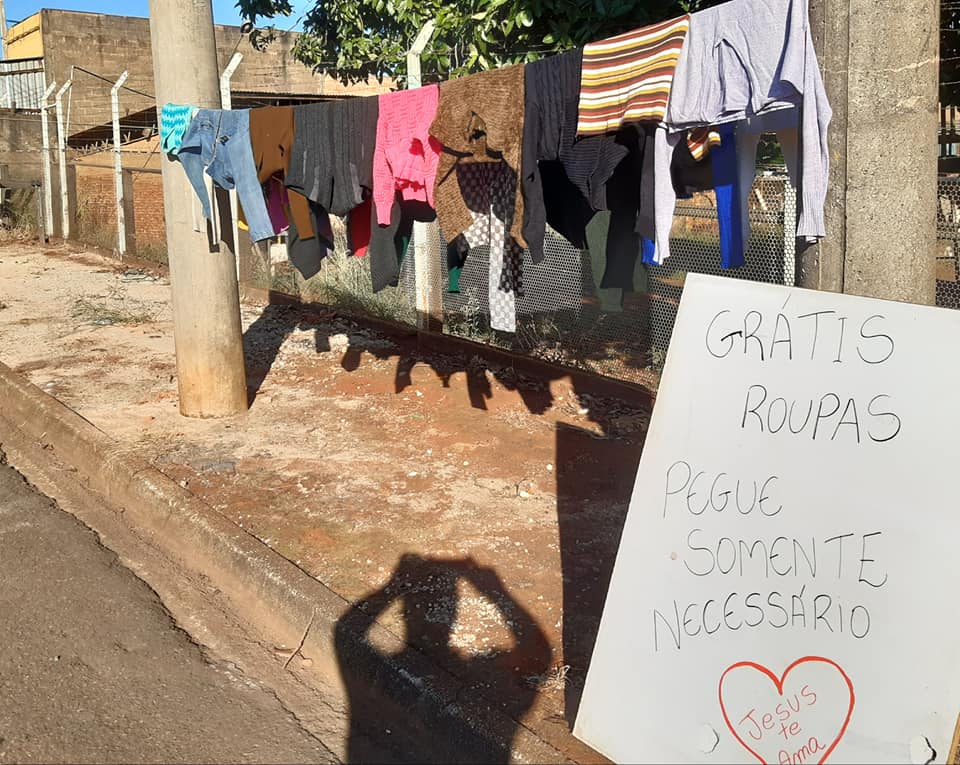 GRÁTIS
ROUPAS
PEGUE
SOMENTE
NECESSÁRIO
Jesus
te
Ama